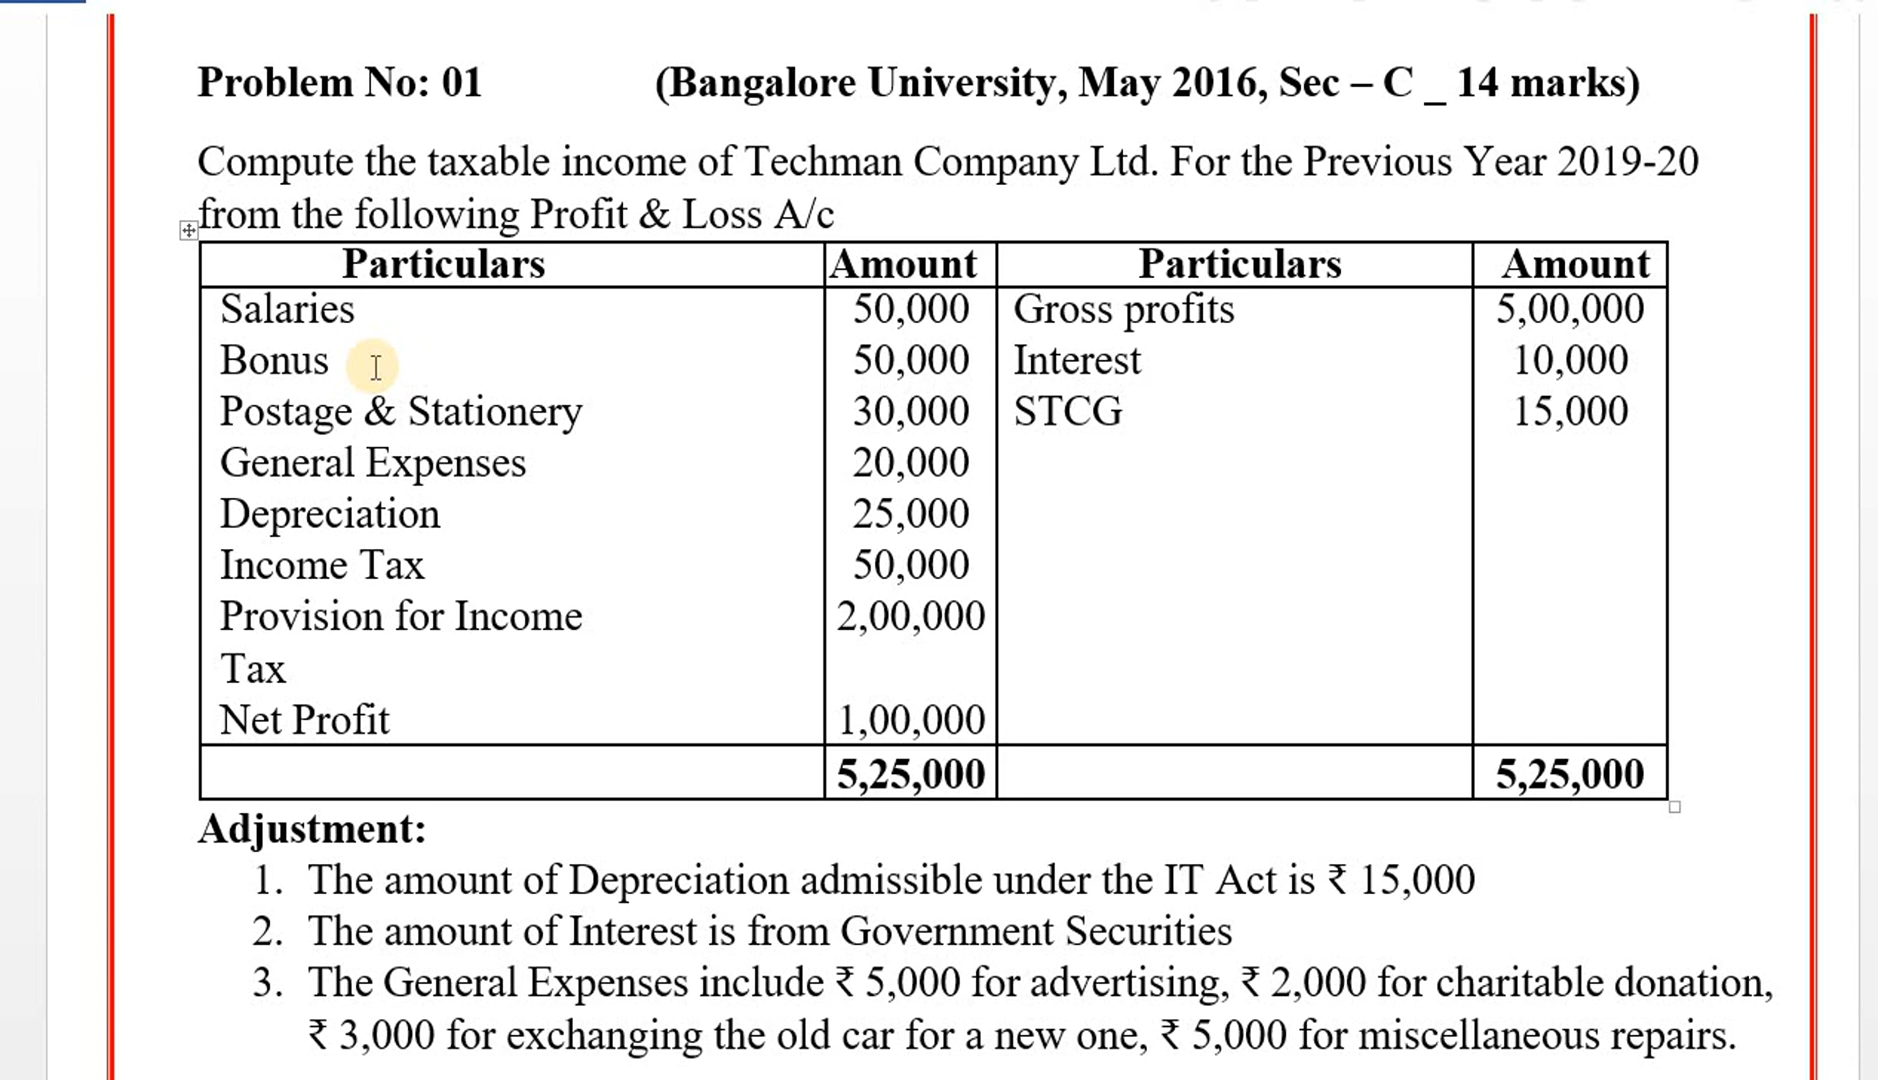 Problem No: 01 (Bangalore University, May 2016, Sec – C _ 14 marks)
Compute the taxable income of Techman Company Ltd. For the Previous Year 2019-20
from the following Profit & Loss A/c
Particulars Amount Particulars Amount
Salaries 50,000 Gross profits 5,00,000
Bonus 50,000 Interest 10,000
Postage & Stationery 30,000 STCG 15,000
General Expenses 20,000
Depreciation 25,000
Income Tax 50,000
Provision for Income 2,00,000
Tax
Net Profit 1,00,000
5,25,000 5,25,000
Adjustment:
1. The amount of Depreciation admissible under the IT Act is ₹ 15,000
2. The amount of Interest is from Government Securities
3. The General Expenses include ₹ 5,000 for advertising, ₹ 2,000 for charitable donation,
₹ 3,000 for exchanging the old car for a new one, ₹ 5,000 for miscellaneous repairs.